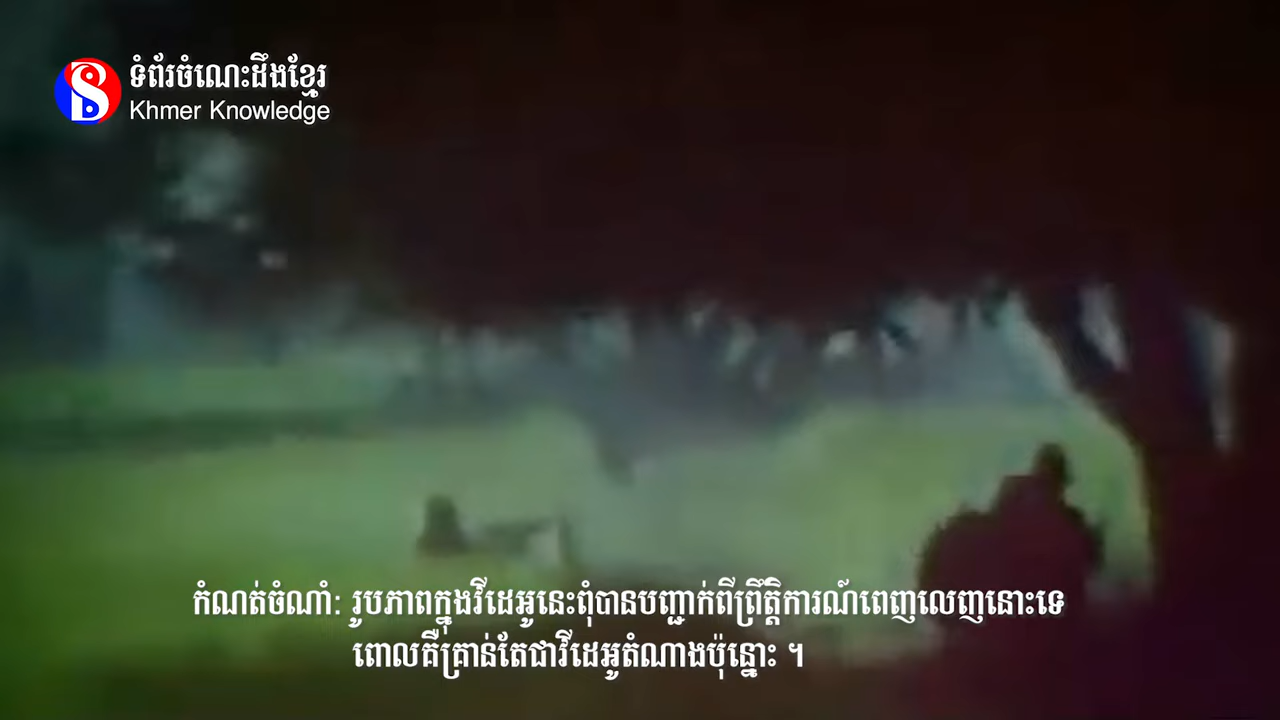 ទំព័រចំណេះដឹងខ្មែរ
Khmer Knowledge
កំណត់ចំណាំ: រូបភាពក្នុងវីដេអូនេះពុំបានបញ្ជាក់ពីព្រឹត្តិការណ៍ពេញលេញនោះទេ
ពោលគឺគ្រាន់តែជាវីដេអូតំណាងប៉ុន្នោះ ។